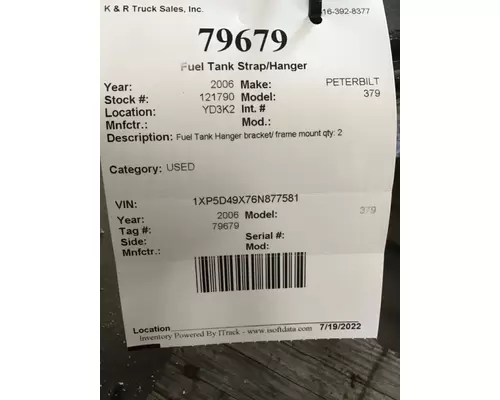 K & R Truck Sales, Inc. 16-392-8377
79679
Fuel Tank Strap/Hanger
Year: 2006 Make: PETERBILT
Stock #: 121790 Model: 379
Location: YD3K2 Int. #
Mnfctr.: Mod.:
Description: Fuel Tank Hanger bracket/ frame mount qty: 2
Category: USED
VIN: 1XP5D49X76N877581
Year: 2006 Model: 379
Tag #: 79679
Side: Serial #:
Mnfctr.: Mod:
Location
Inventory Powered By ITrack - www.isoftdata.com 7/19/2022